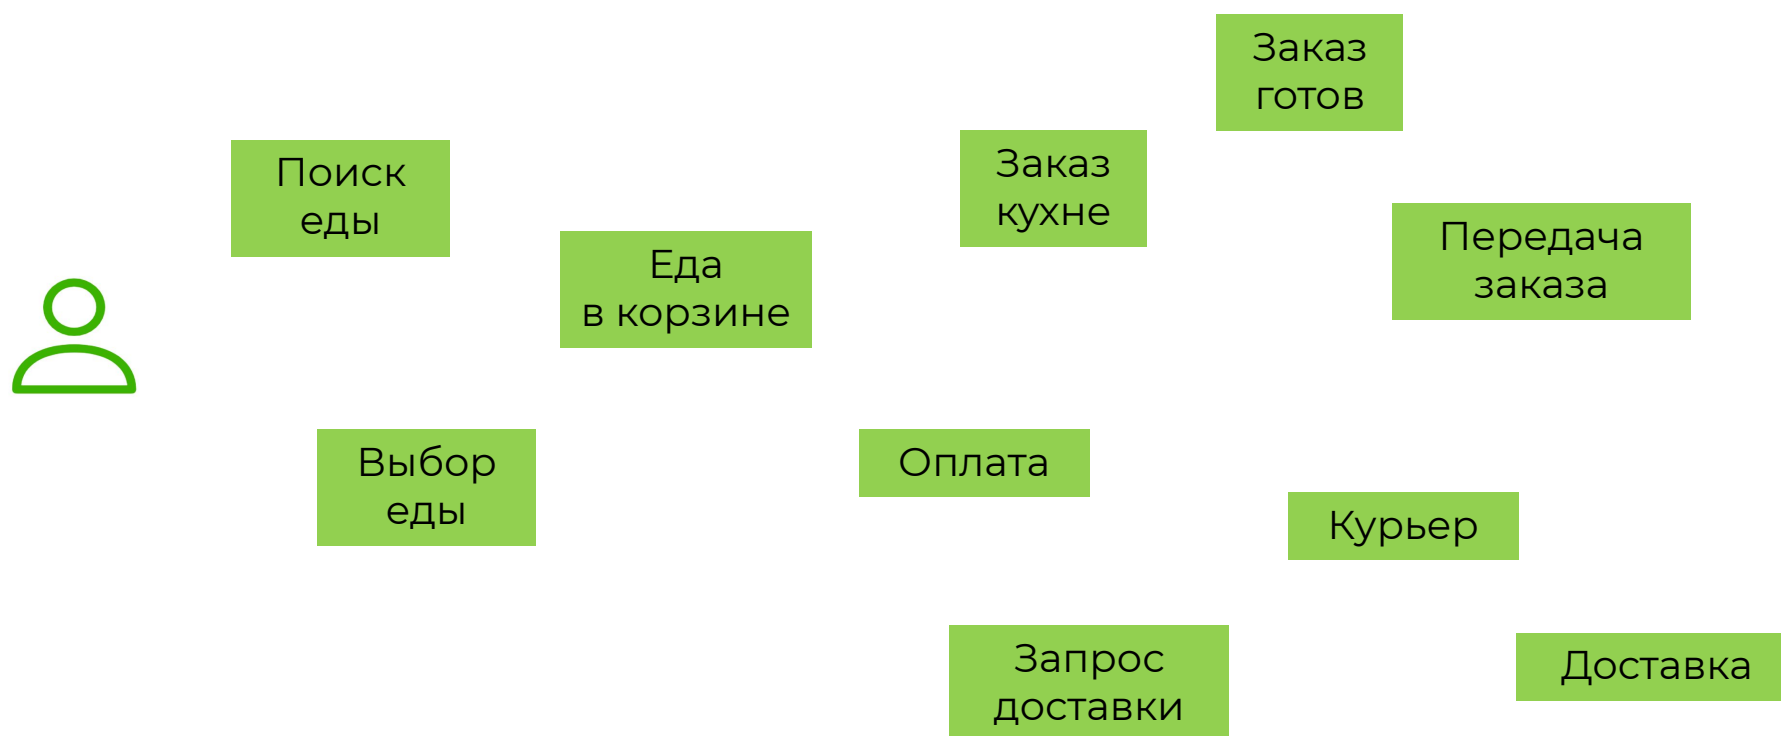 Заказ
готов
Поиск
еды
Заказ
кухне
Еда
в корзине
Передача
заказа
Выбор
еды
Оплата
Курьер
Запрос
доставки
Доставка